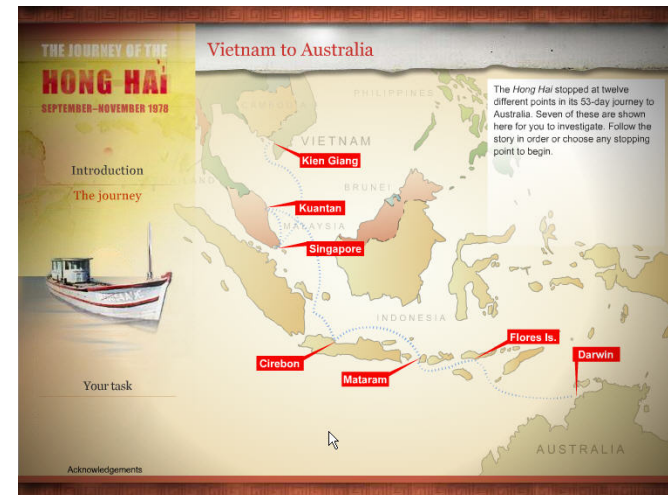 THE JOURNEY OF THE
HONG HẢI
SEPTEMBER–NOVEMBER 1978
Introduction
The journey
Your task
Acknowledgements
Vietnam to Australia
The Hong Hai stopped at twelve
different points in its 53-day journey to
Australia. Seven of these are shown
here for you to investigate. Follow the
story in order or choose any stopping
point to begin.
PHILIPPINES
CAMBODIA
VIETNAM
Kien Giang
BRUNEI
Kuantan
MALAYSIA
Singapore
INDONESIA
Flores Is.
Darwin
Cirebon
Mataram
AUSTRALIA